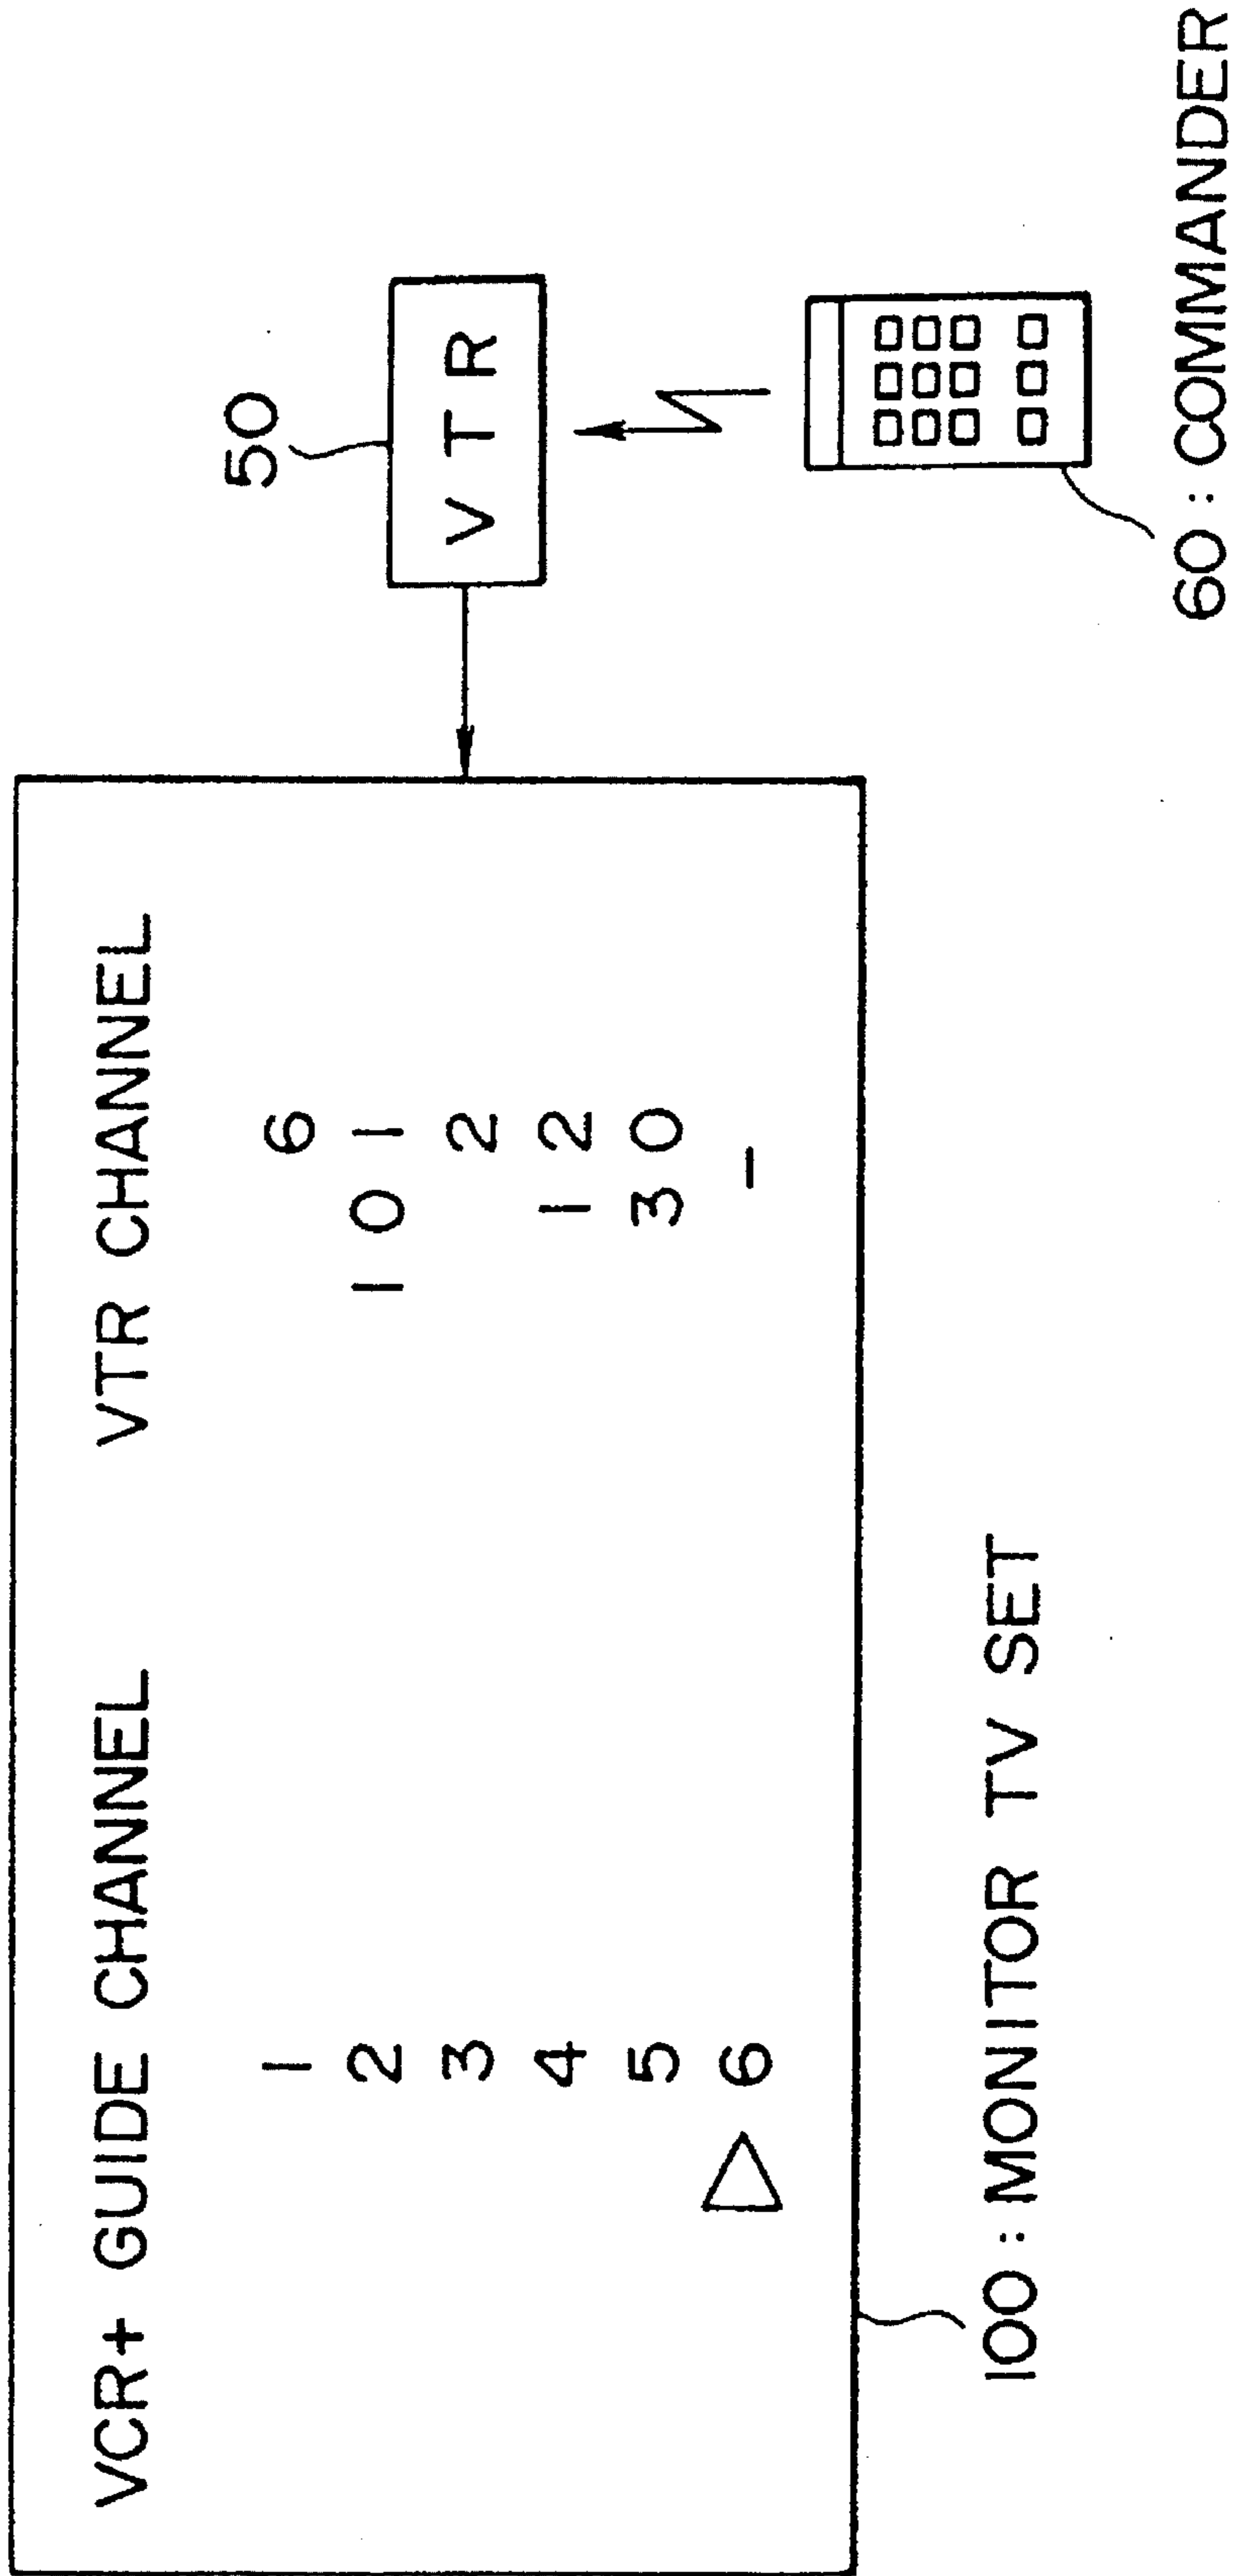 VCR+ GUIDE CHANNEL VTR CHANNEL
1 6
2 101
3 2
4 12
5 30
▷ 6 –
50
VTR
100 : MONITOR TV SET
60 : COMMANDER